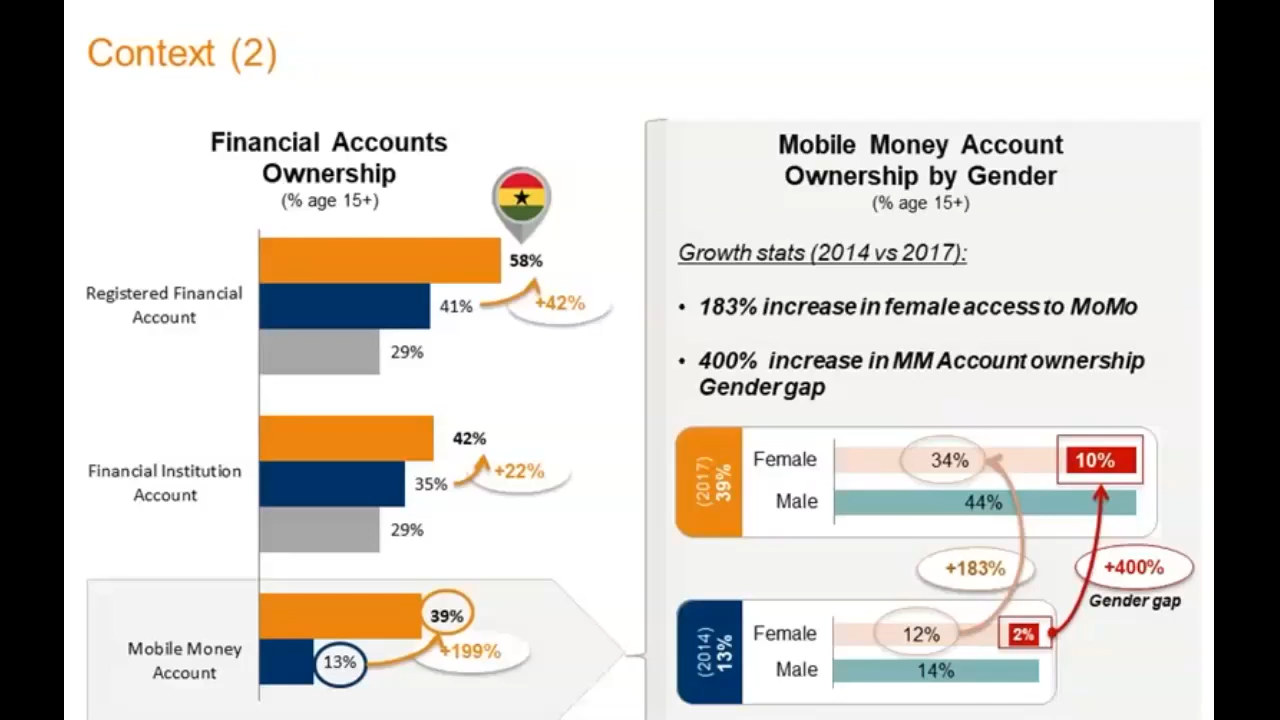 Context (2)
Financial Accounts
Ownership
(% age 15+)
58%
Registered Financial
Account
41%
+42%
29%
42%
Financial Institution
Account
35%
+22%
29%
39%
Mobile Money
Account
13%
+199%
Mobile Money Account
Ownership by Gender
(% age 15+)
Growth stats (2014 vs 2017):
• 183% increase in female access to MoMo
• 400% increase in MM Account ownership
Gender gap
(2017)
39%
Female
34%
10%
Male
44%
+183%
+400%
Gender gap
(2014)
13%
Female
12%
2%
Male
14%